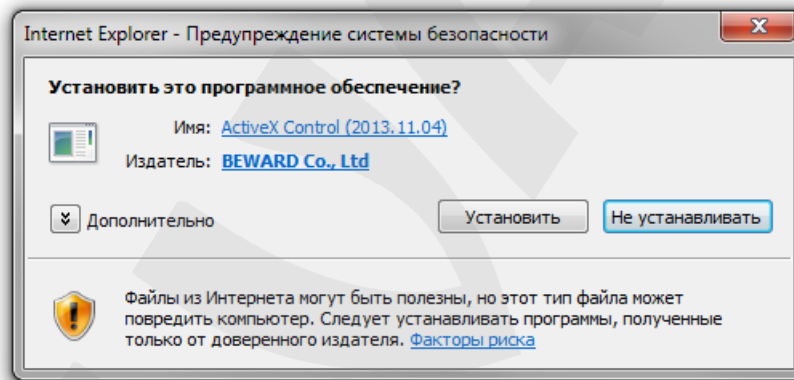 Internet Explorer - Предупреждение системы безопасности
Установить это программное обеспечение?
Имя: ActiveX Control (2013.11.04)
Издатель: BEWARD Co., Ltd
Дополнительно
Установить
Не устанавливать
Файлы из Интернета могут быть полезны, но этот тип файла может
повредить компьютер. Следует устанавливать программы, полученные
только от доверенного издателя. Факторы риска